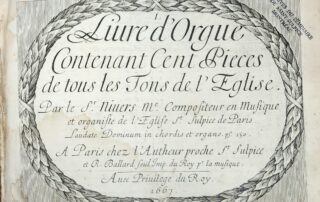 1
Livre d'Orgue
Contenant Cent Pieces
de tous les Tons de l'Eglise.
Par le Sr. Nivers Me. Compositeur en Musique
et organiste de l'Eglise St. Sulpice de Paris.
Laudate Dominum in chordis et organo. ps. 150.
A Paris chez l'Autheur proche St. Sulpice
et R. Ballard seul Imp. du Roy pr. la musique.
Avec Privilege du Roy.
1667